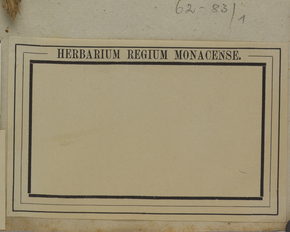 62-83/1
HERBARIUM REGIUM MONACENSE.